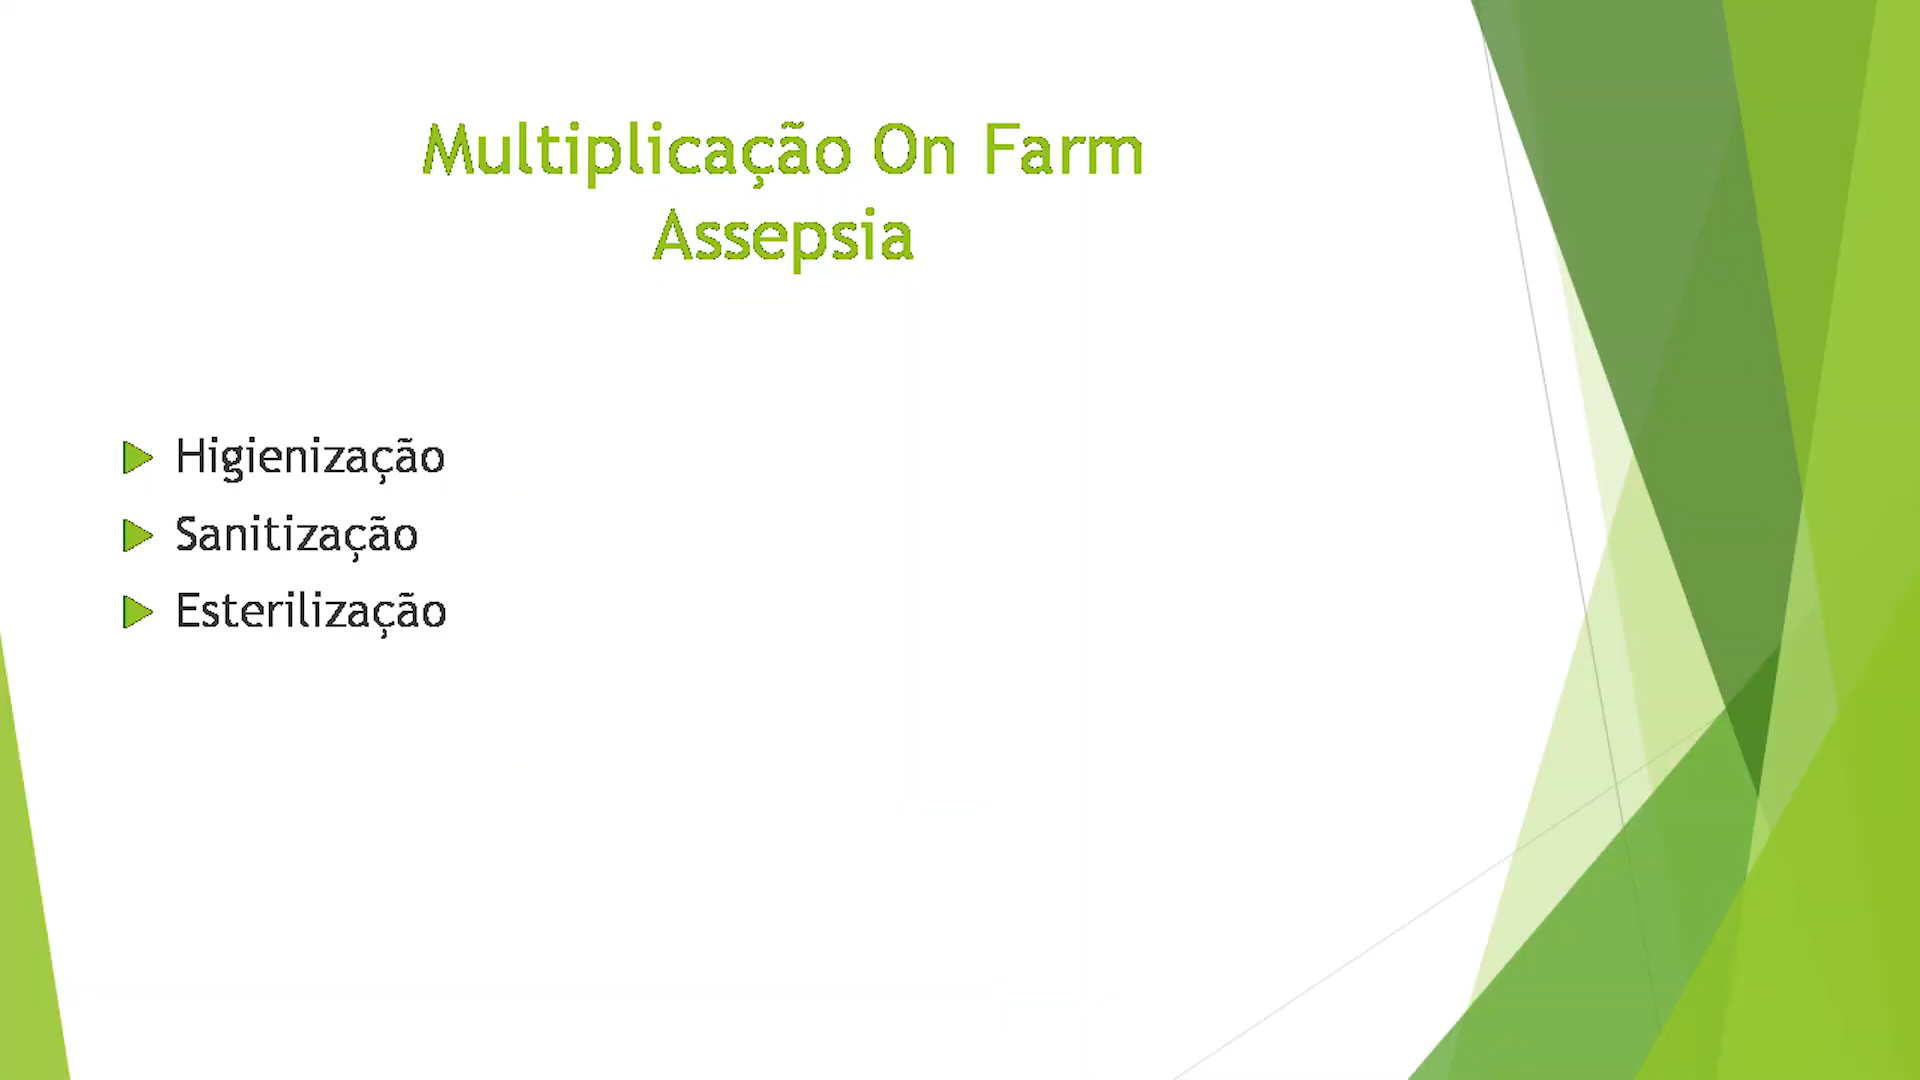 Multiplicação On Farm
Assepsia
Higienização
Sanitização
Esterilização